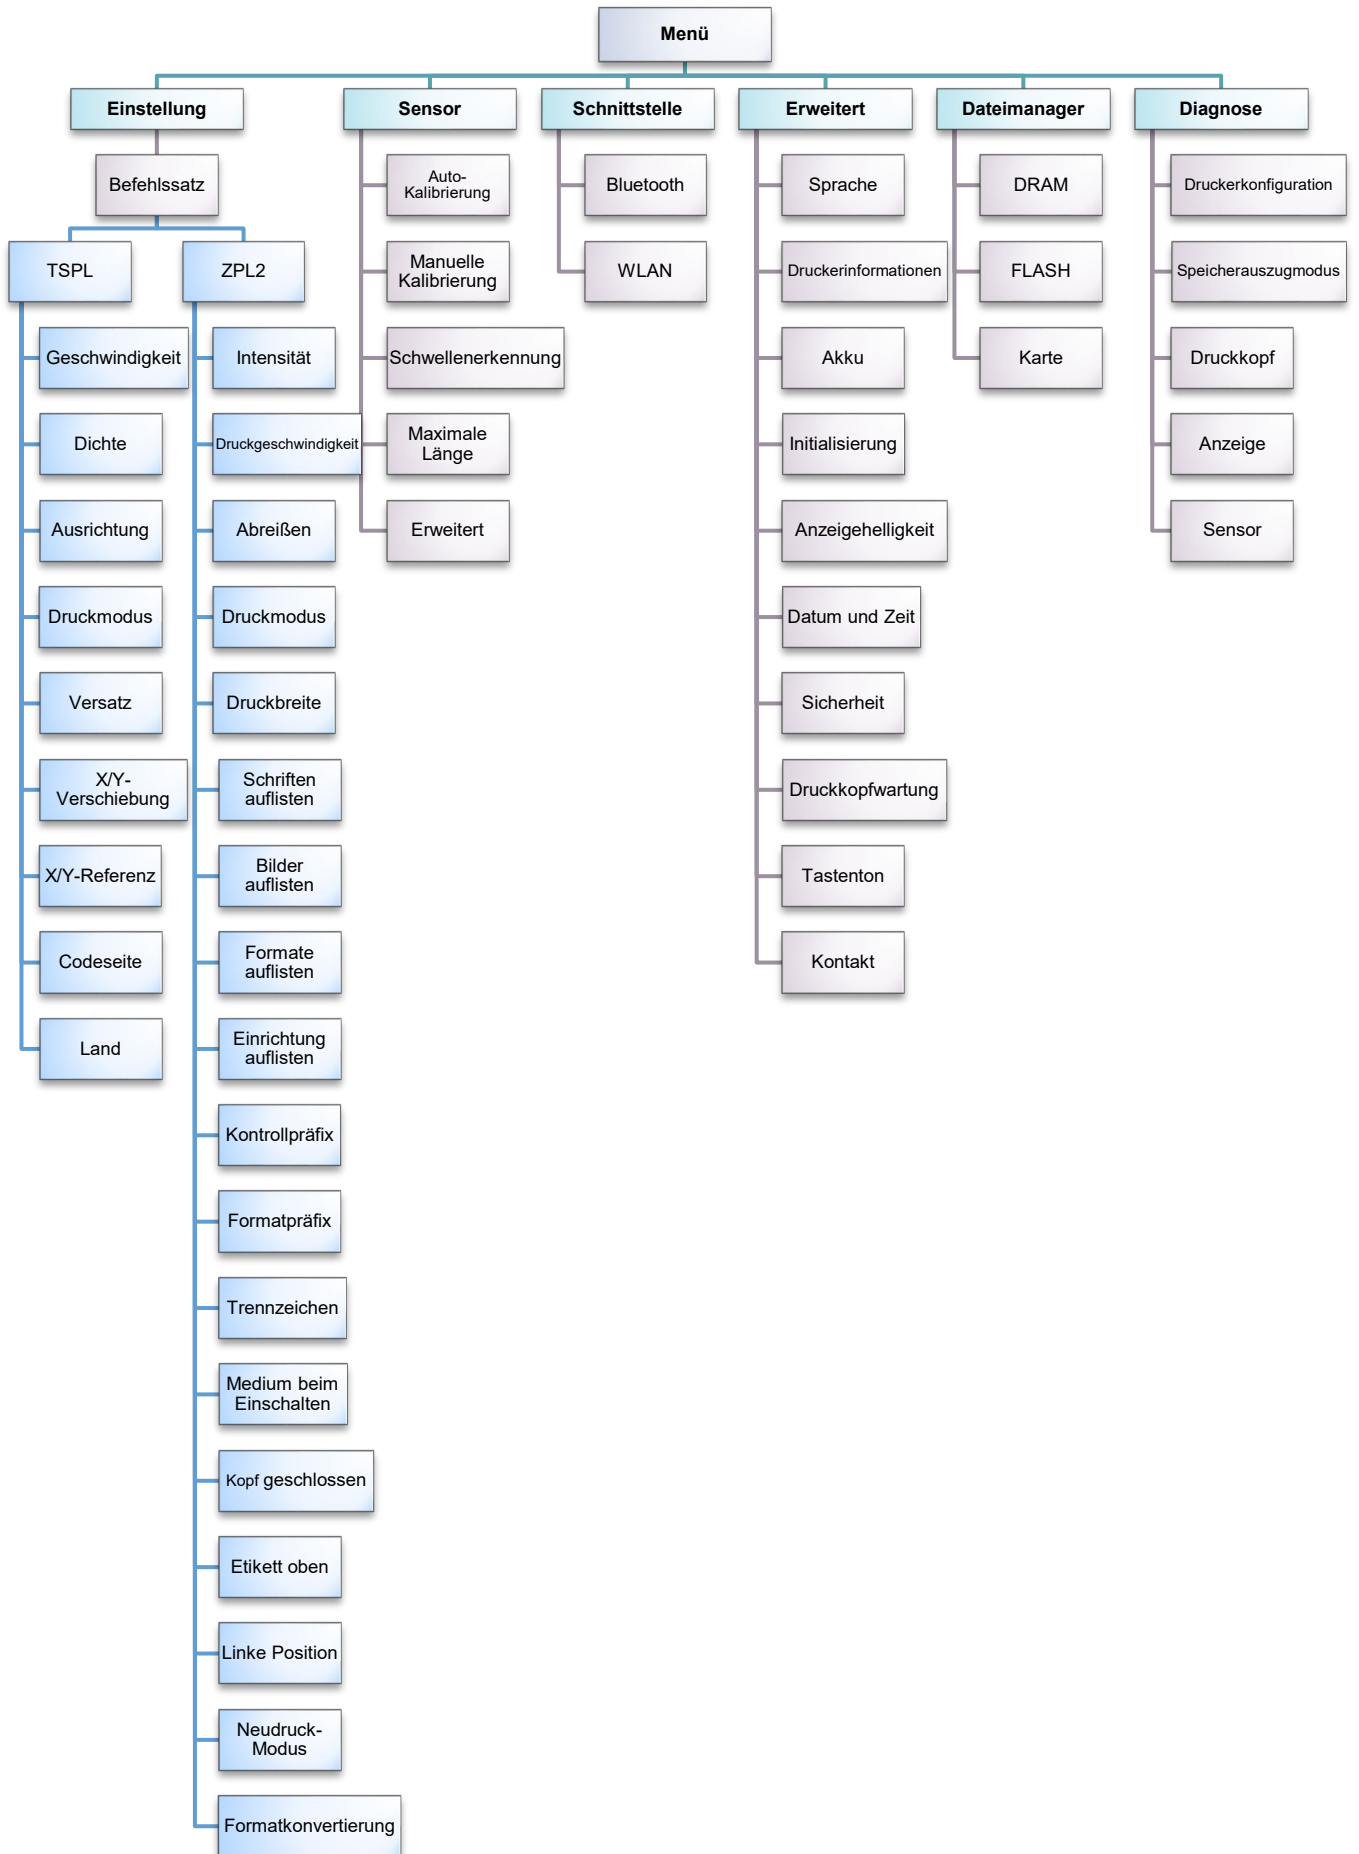 Menü
Einstellung
Befehlssatz
TSPL
Geschwindigkeit
Dichte
Ausrichtung
Druckmodus
Versatz
X/Y-
Verschiebung
X/Y-Referenz
Codeseite
Land
ZPL2
Intensität
Druckgeschwindigkeit
Abreißen
Druckmodus
Druckbreite
Schriften
auflisten
Bilder
auflisten
Formate
auflisten
Einrichtung
auflisten
Kontrollpräfix
Formatpräfix
Trennzeichen
Medium beim
Einschalten
Kopf geschlossen
Etikett oben
Linke Position
Neudruck-
Modus
Formatkonvertierung
Sensor
Auto-
Kalibrierung
Manuelle
Kalibrierung
Schwellenerkennung
Maximale
Länge
Erweitert
Schnittstelle
Bluetooth
WLAN
Erweitert
Sprache
Druckerinformationen
Akku
Initialisierung
Anzeigehelligkeit
Datum und Zeit
Sicherheit
Druckkopfwartung
Tastenton
Kontakt
Dateimanager
DRAM
FLASH
Karte
Diagnose
Druckerkonfiguration
Speicherauszugmodus
Druckkopf
Anzeige
Sensor